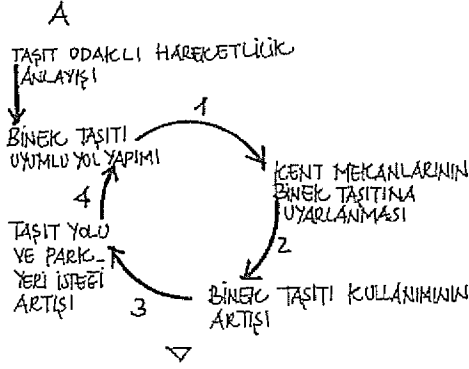 A
TAŞIT ODAKLI HAREKETLİLİK
ANLAYIŞI
BİNEK TAŞITI
UYUMLU YOL YAPIMI
1
KENT MEKANLARININ
BİNEK TAŞITINA
UYARLANMASI
2
BİNEK TAŞITI KULLANIMININ
ARTIŞI
3
TAŞIT YOLU
VE PARK-
YERİ İSTEĞİ
ARTIŞI
4